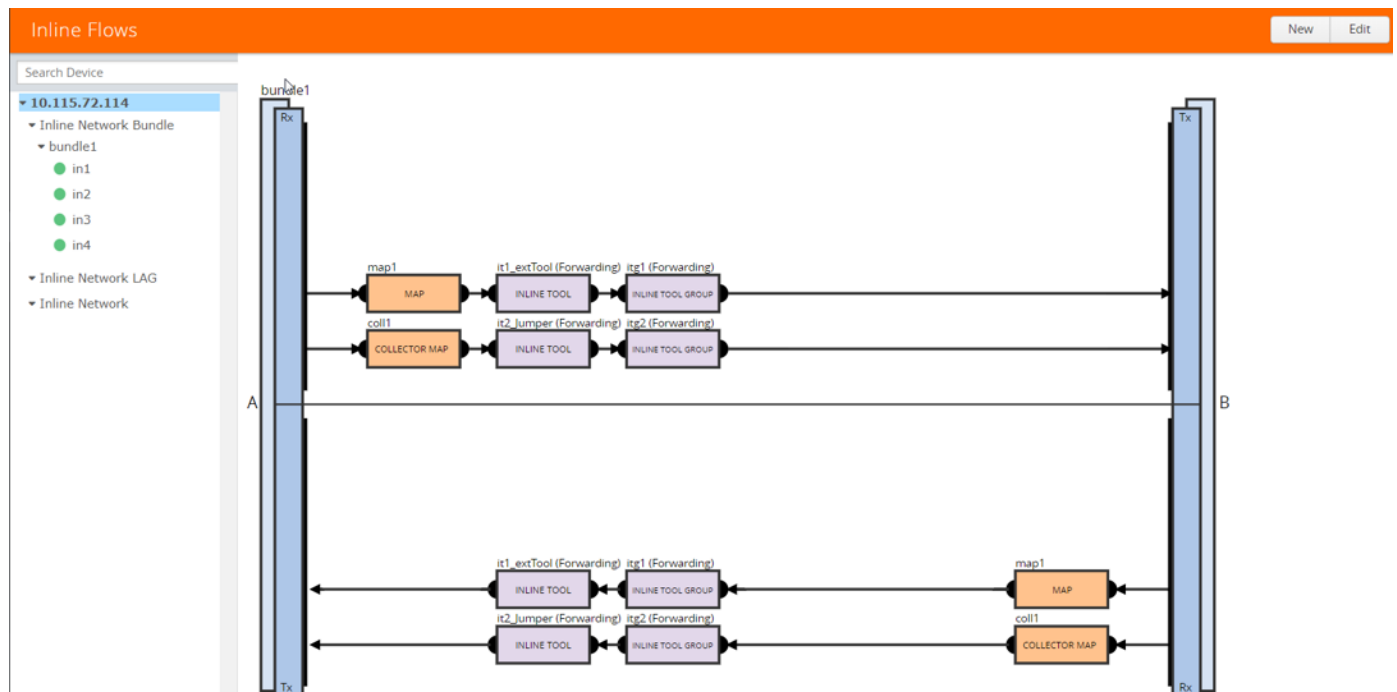 Inline Flows
New Edit
Search Device
10.115.72.114
Inline Network Bundle
bundle1
in1
in2
in3
in4
Inline Network LAG
Inline Network
bundle1
Rx
Tx
map1 it1_extTool (Forwarding) itg1 (Forwarding)
MAP INLINE TOOL INLINE TOOL GROUP
coll1 it2_Jumper (Forwarding) itg2 (Forwarding)
COLLECTOR MAP INLINE TOOL INLINE TOOL GROUP
A B
it1_extTool (Forwarding) itg1 (Forwarding) map1
INLINE TOOL INLINE TOOL GROUP MAP
it2_Jumper (Forwarding) itg2 (Forwarding) coll1
INLINE TOOL INLINE TOOL GROUP COLLECTOR MAP
Tx Rx